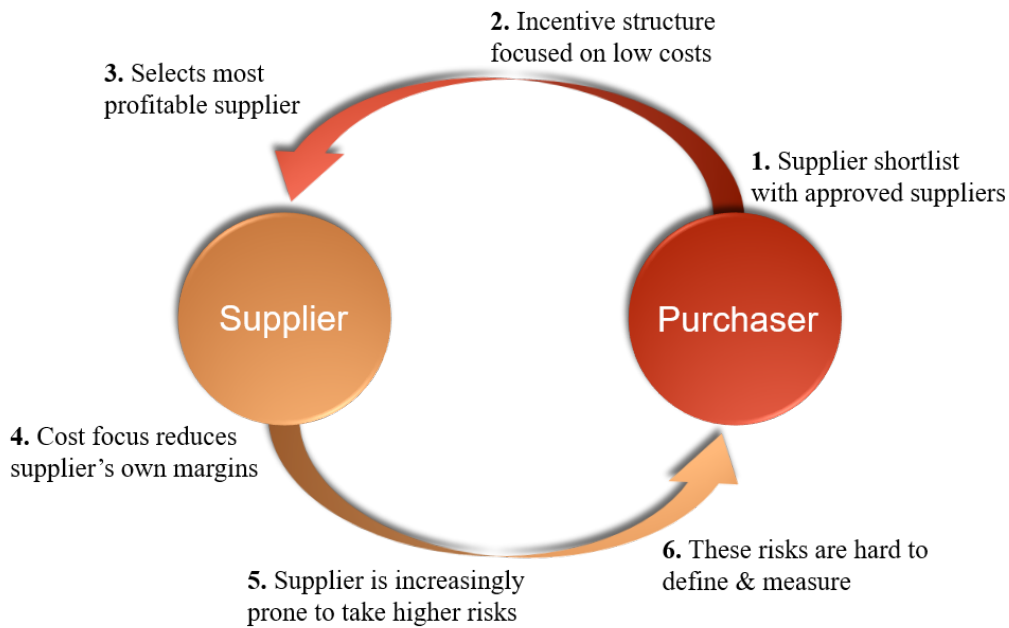 2. Incentive structure
focused on low costs
3. Selects most
profitable supplier
1. Supplier shortlist
with approved suppliers
Supplier
Purchaser
4. Cost focus reduces
supplier’s own margins
5. Supplier is increasingly
prone to take higher risks
6. These risks are hard to
define & measure